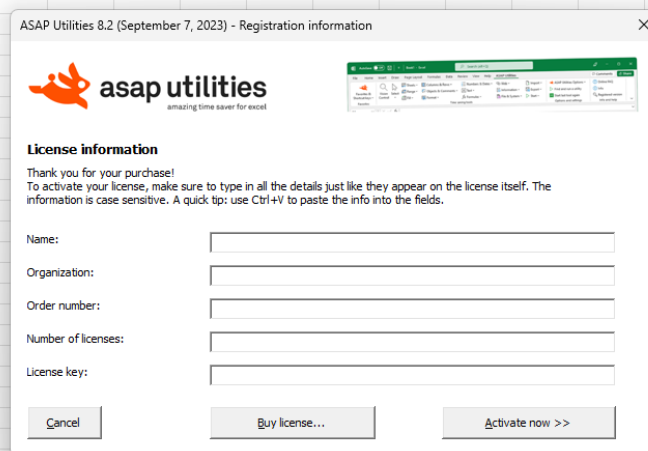 ASAP Utilities 8.2 (September 7, 2023) - Registration information
asap utilities
amazing time saver for excel
License information
Thank you for your purchase!
To activate your license, make sure to type in all the details just like they appear on the license itself. The
information is case sensitive. A quick tip: use Ctrl+V to paste the info into the fields.
Name:
Organization:
Order number:
Number of licenses:
License key:
Cancel
Buy license...
Activate now >>